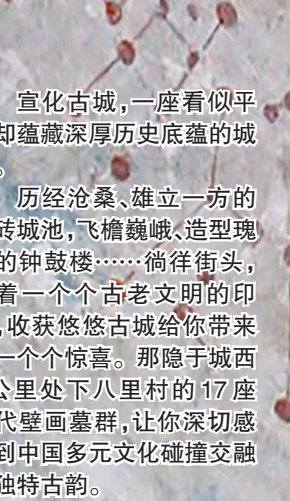 宣化古城,一座看似平
却蕴藏深厚历史底蕴的城
。
历经沧桑、雄立一方的
砖城池,飞檐巍峨、造型瑰
的钟鼓楼……徜徉街头,
着一个个古老文明的印
,收获悠悠古城给你带来
一个个惊喜。那隐于城西
公里处下八里村的17座
代壁画墓群,让你深切感
到中国多元文化碰撞交融
独特古韵。